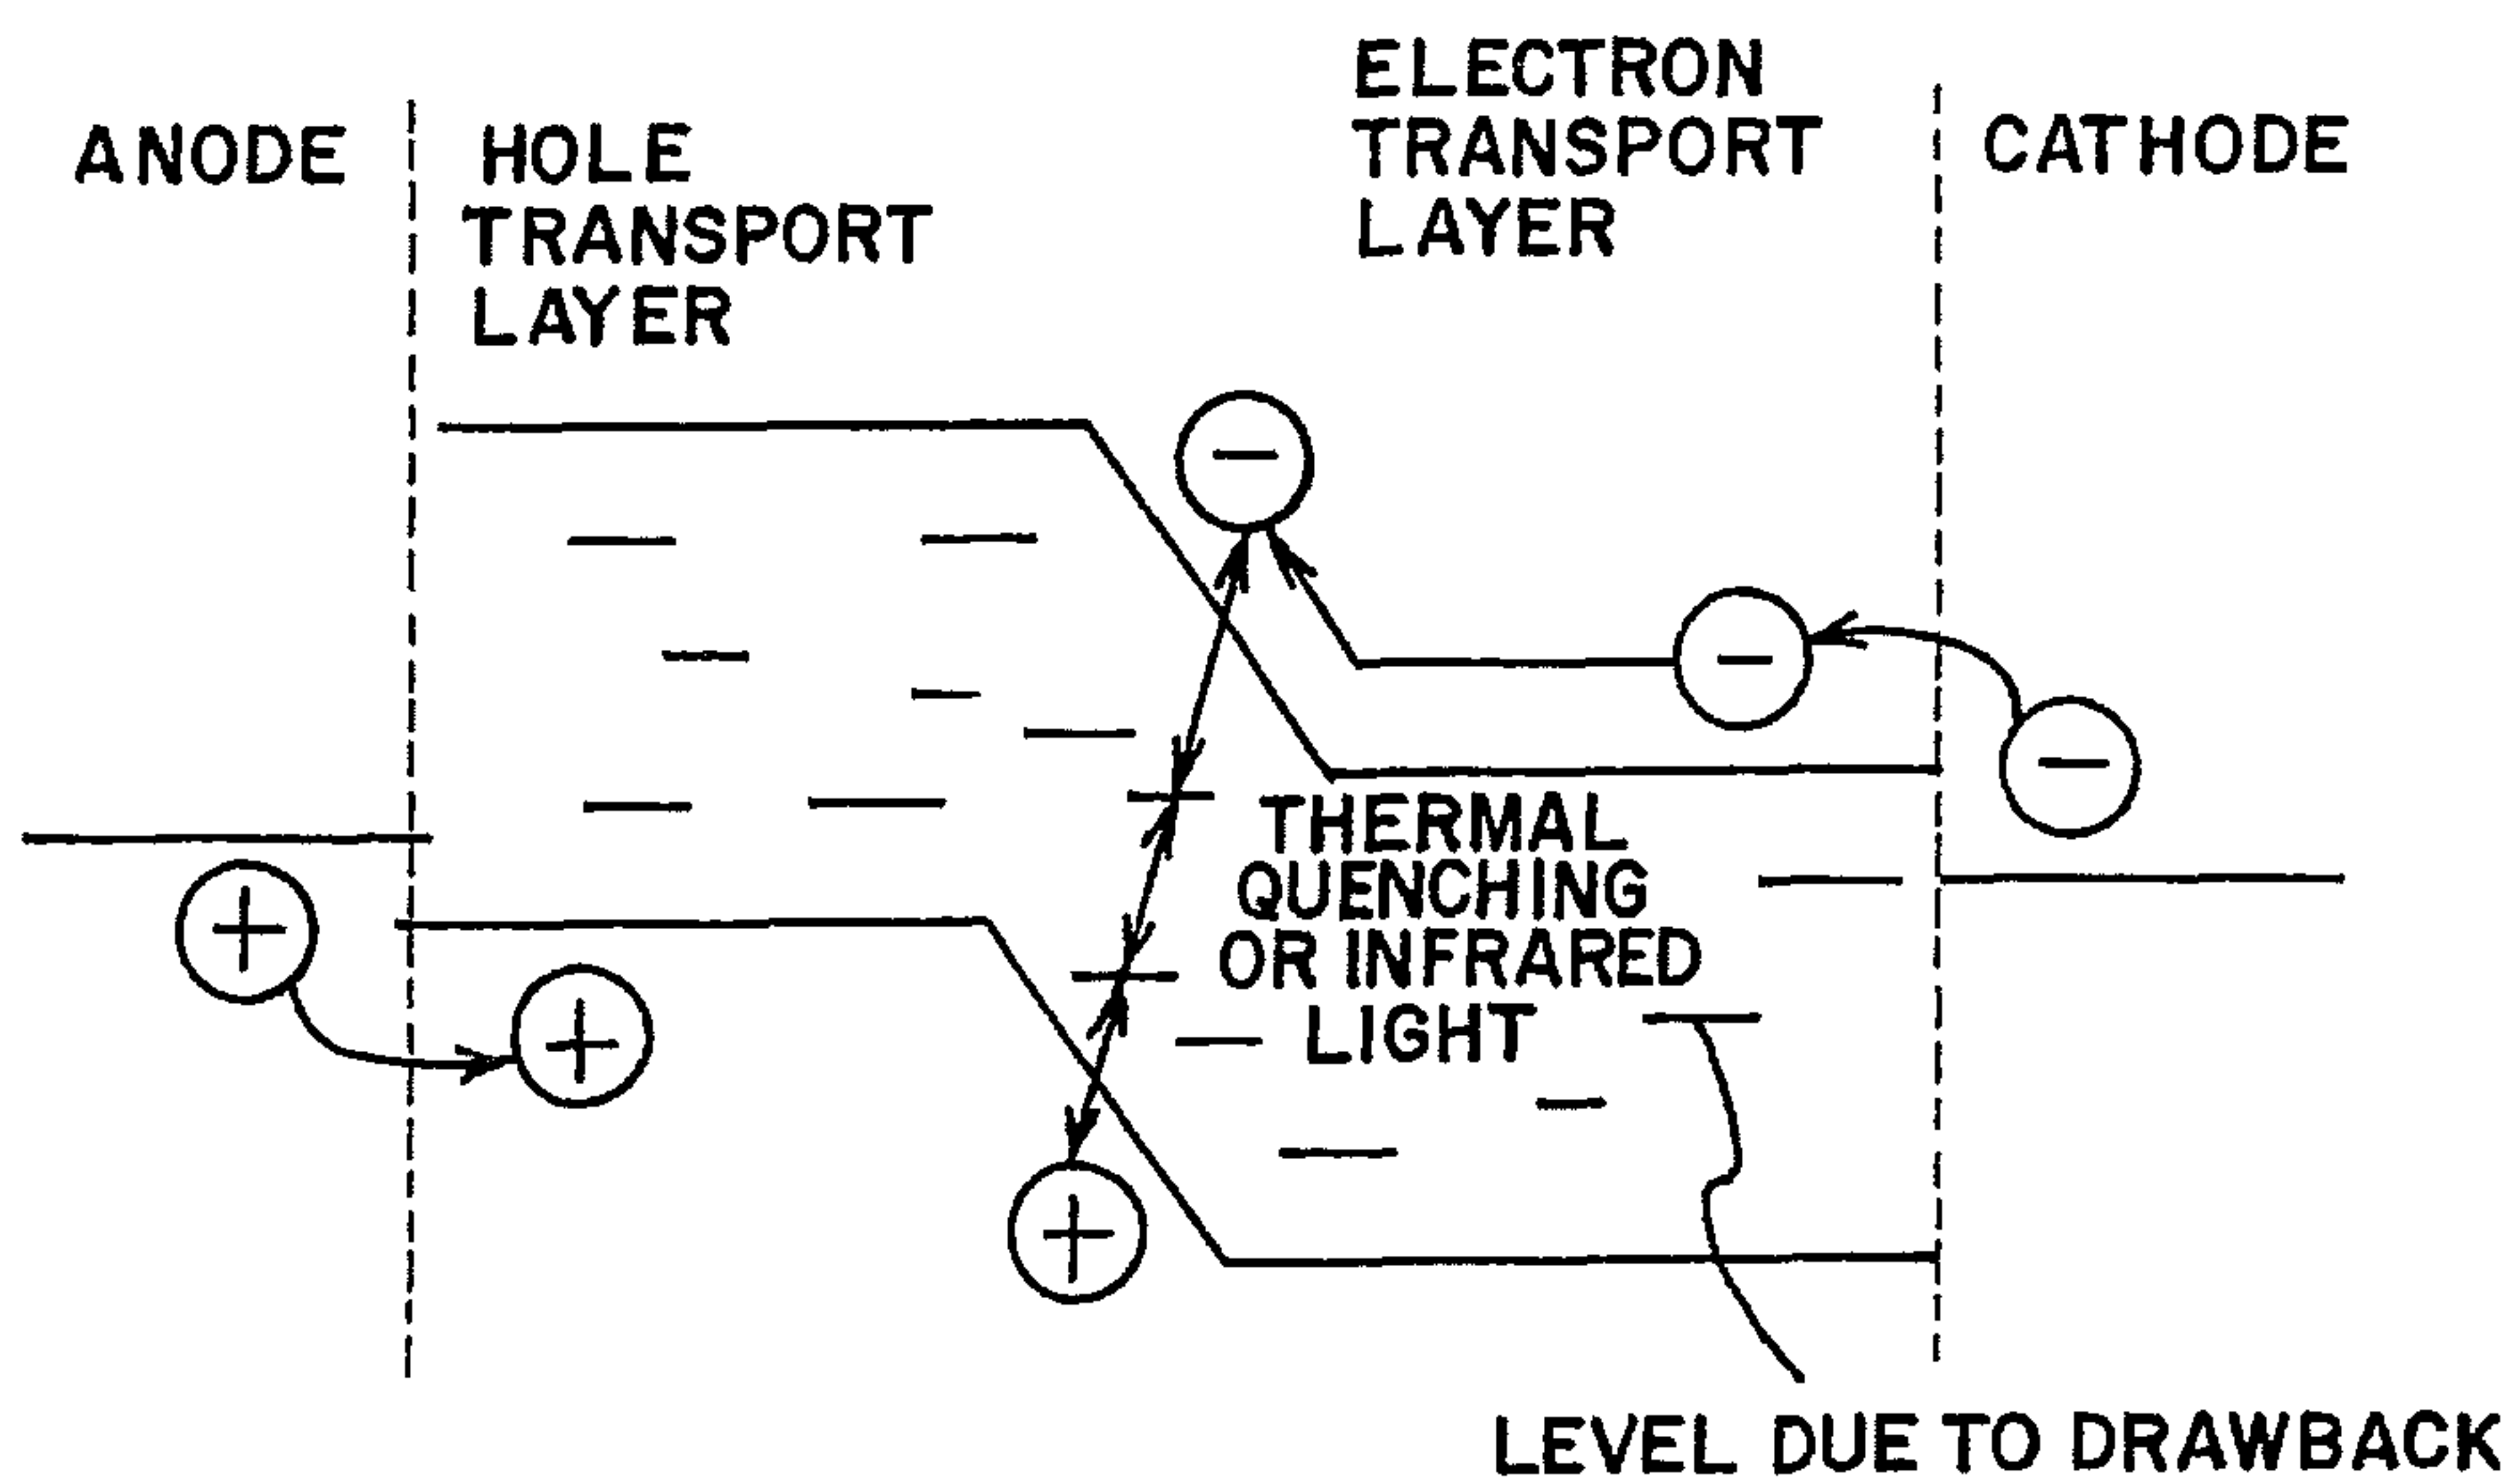 ANODE
HOLE
TRANSPORT
LAYER
ELECTRON
TRANSPORT
LAYER
CATHODE
THERMAL
QUENCHING
OR INFRARED
LIGHT
LEVEL DUE TO DRAWBACK